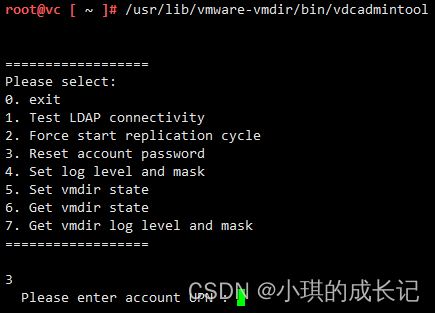 root@vc [ ~ ]# /usr/lib/vmware-vmdir/bin/vdcadmintool
==================
Please select:
0. exit
1. Test LDAP connectivity
2. Force start replication cycle
3. Reset account password
4. Set log level and mask
5. Set vmdir state
6. Get vmdir state
7. Get vmdir log level and mask
==================
3
Please enter account UPN :
CSDN @小琪的成长记